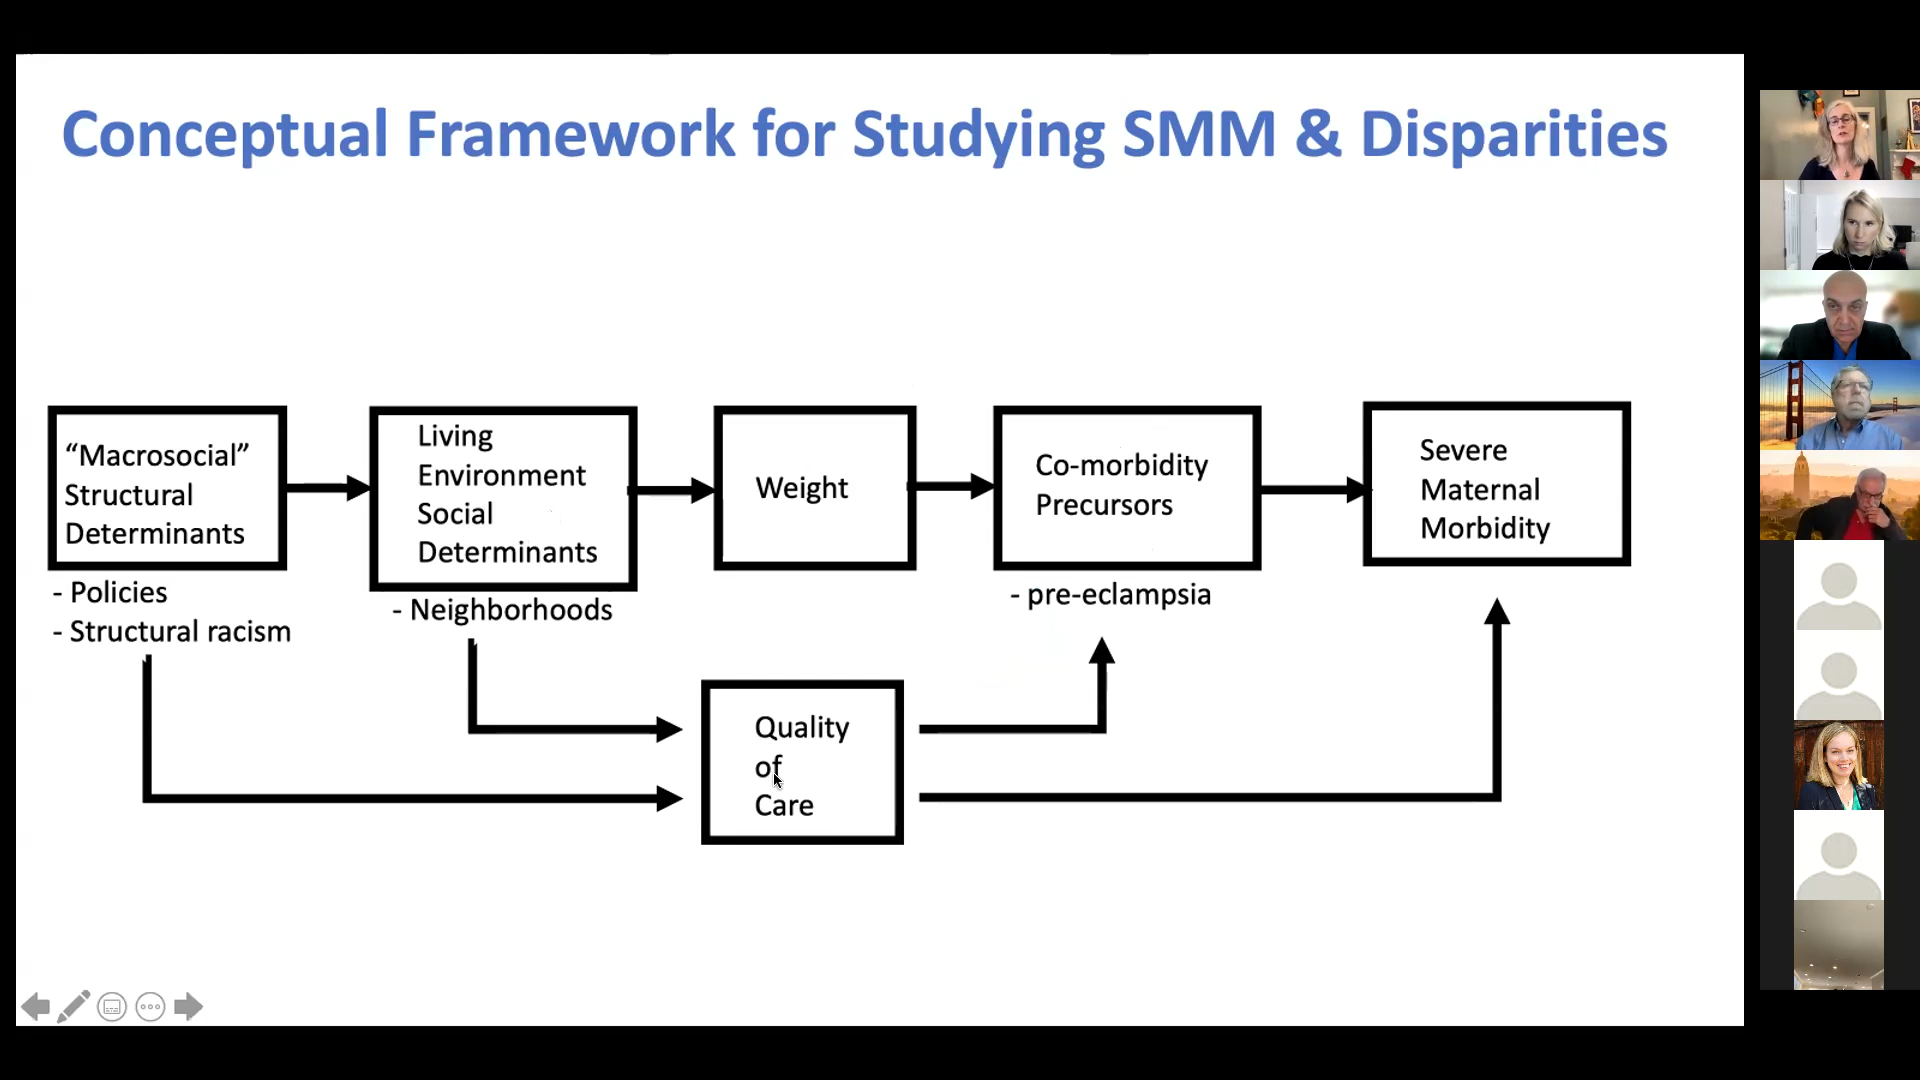 Conceptual Framework for Studying SMM & Disparities
“Macrosocial”
Structural
Determinants
- Policies
- Structural racism
Living
Environment
Social
Determinants
- Neighborhoods
Weight
Co-morbidity
Precursors
- pre-eclampsia
Severe
Maternal
Morbidity
Quality
of
Care